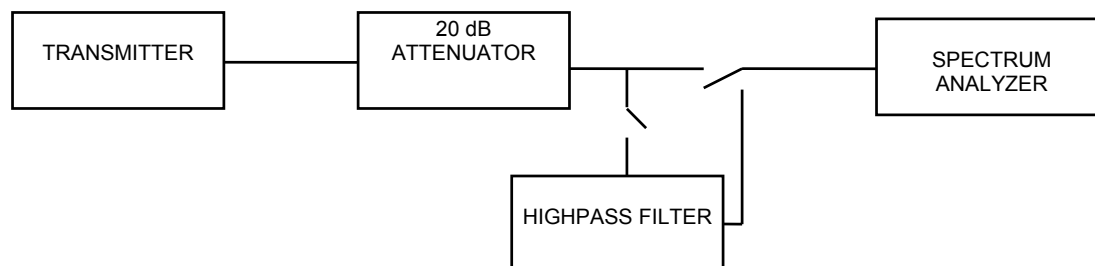 TRANSMITTER
20 dB
ATTENUATOR
SPECTRUM
ANALYZER
HIGHPASS FILTER